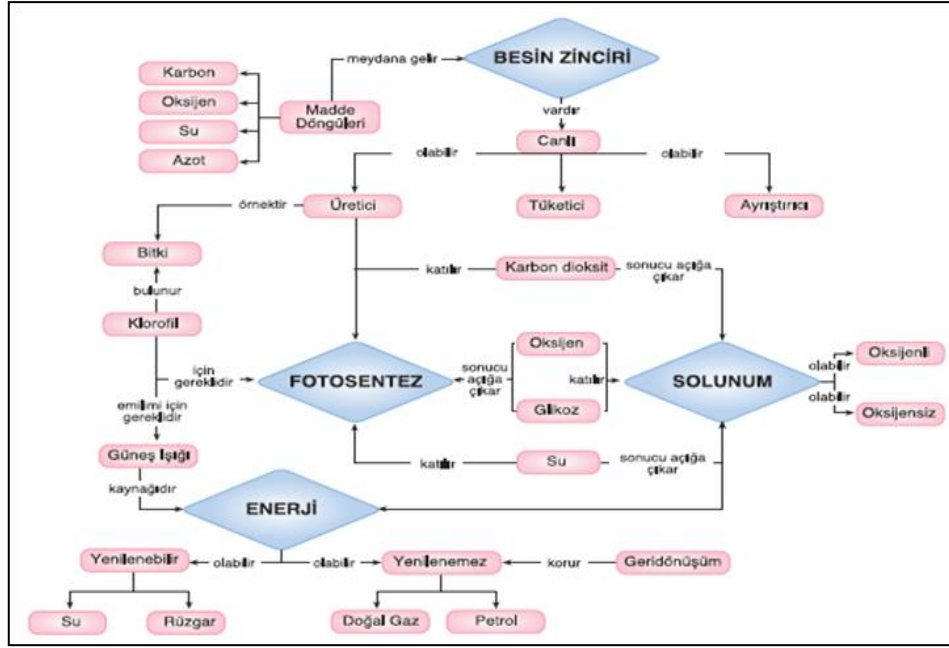 BESİN ZİNCİRİ
meydana gelir
Karbon
Oksijen
Su
Azot
Madde
Döngüleri
vardır
Canlı
olabilir
olabilir
örnektir
Üretici
Tüketici
Ayrıştırıcı
Bitki
bulunur
Klorofil
katılır
Karbon dioksit
sonucu açığa
çıkar
için
gereklidir
FOTOSENTEZ
sonucu
açığa
çıkar
Oksijen
Glikoz
katılır
SOLUNUM
olabilir
olabilir
Oksijenli
Oksijensiz
emilimi için
gereklidir
Güneş Işığı
katılır
Su
sonucu açığa
çıkar
kaynağıdır
ENERJİ
Yenilenebilir
olabilir
olabilir
Yenilenemez
korur
Geridönüşüm
Su
Rüzgar
Doğal Gaz
Petrol